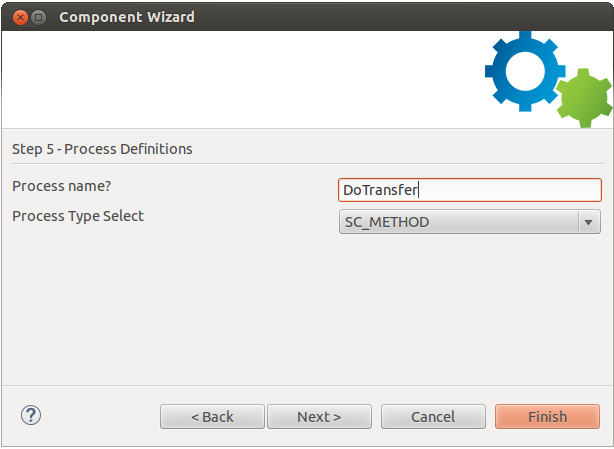 Component Wizard
Step 5 - Process Definitions
Process name?
DoTransfer
Process Type Select
SC_METHOD
?
< Back
Next >
Cancel
Finish